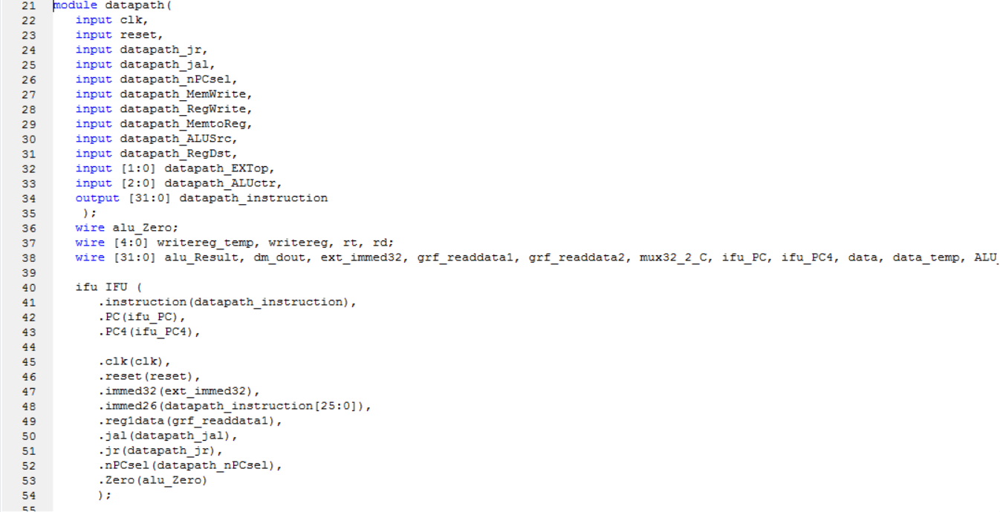 21 module datapath(
22 input clk,
23 input reset,
24 input datapath_jr,
25 input datapath_jal,
26 input datapath_nPCsel,
27 input datapath_MemWrite,
28 input datapath_RegWrite,
29 input datapath_MemtoReg,
30 input datapath_ALUSrc,
31 input datapath_RegDst,
32 input [1:0] datapath_EXTop,
33 input [2:0] datapath_ALUctr,
34 output [31:0] datapath_instruction
35 );
36 wire alu_Zero;
37 wire [4:0] writereg_temp, writereg, rt, rd;
38 wire [31:0] alu_Result, dm_dout, ext_immed32, grf_readdata1, grf_readdata2, mux32_2_C, ifu_PC, ifu_PC4, data, data_temp, ALU_
39
40 ifu IFU (
41 .instruction(datapath_instruction),
42 .PC(ifu_PC),
43 .PC4(ifu_PC4),
44
45 .clk(clk),
46 .reset(reset),
47 .immed32(ext_immed32),
48 .immed26(datapath_instruction[25:0]),
49 .reg1data(grf_readdata1),
50 .jal(datapath_jal),
51 .jr(datapath_jr),
52 .nPCsel(datapath_nPCsel),
53 .Zero(alu_Zero)
54 );
55